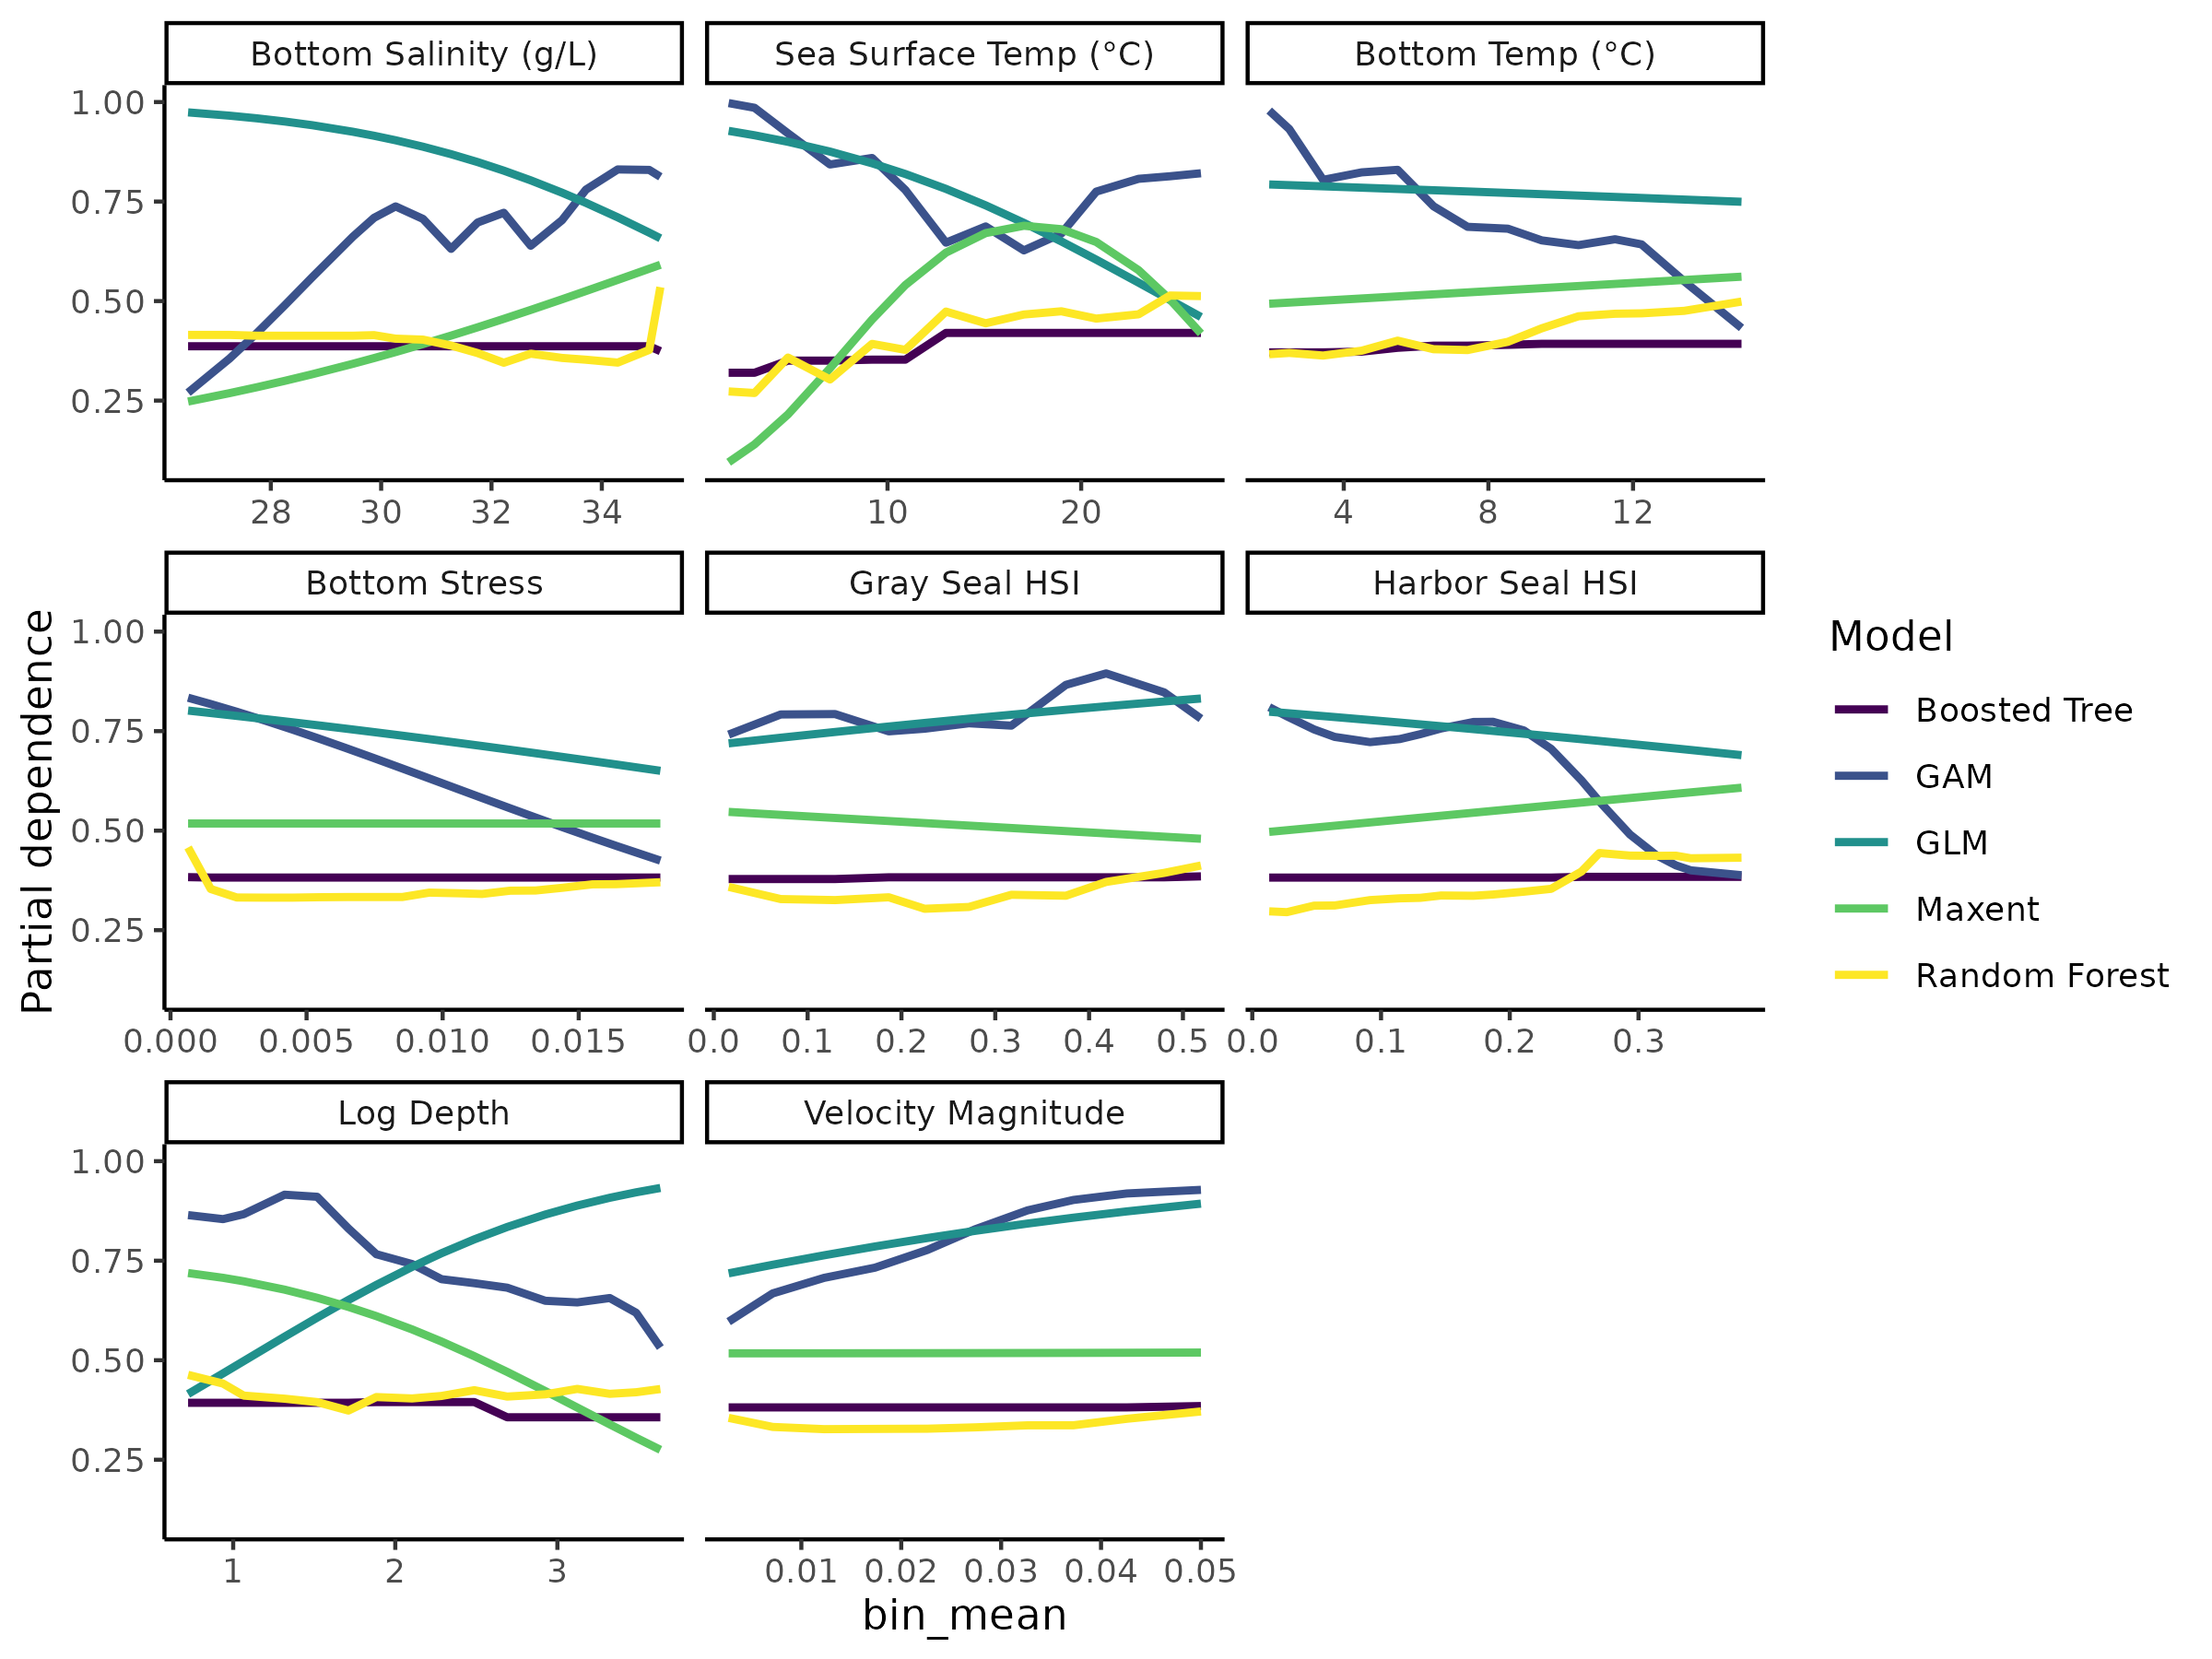 Bottom Salinity (g/L) Sea Surface Temp (°C) Bottom Temp (°C)
1.00
0.75
0.50
0.25
28 30 32 34 10 20 4 8 12
Bottom Stress Gray Seal HSI Harbor Seal HSI
1.00
0.75
0.50
0.25
0.000 0.005 0.010 0.015 0.0 0.1 0.2 0.3 0.4 0.5 0.0 0.1 0.2 0.3
Log Depth Velocity Magnitude
1.00
0.75
0.50
0.25
1 2 3 0.01 0.02 0.03 0.04 0.05
bin_mean
Partial dependence
Model
Boosted Tree
GAM
GLM
Maxent
Random Forest